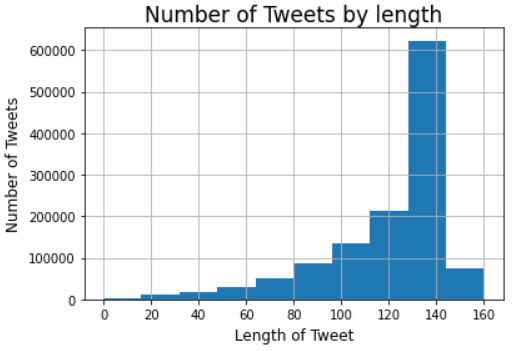 Number of Tweets by length
600000
500000
400000
300000
200000
100000
0
Number of Tweets
0 20 40 60 80 100 120 140 160
Length of Tweet